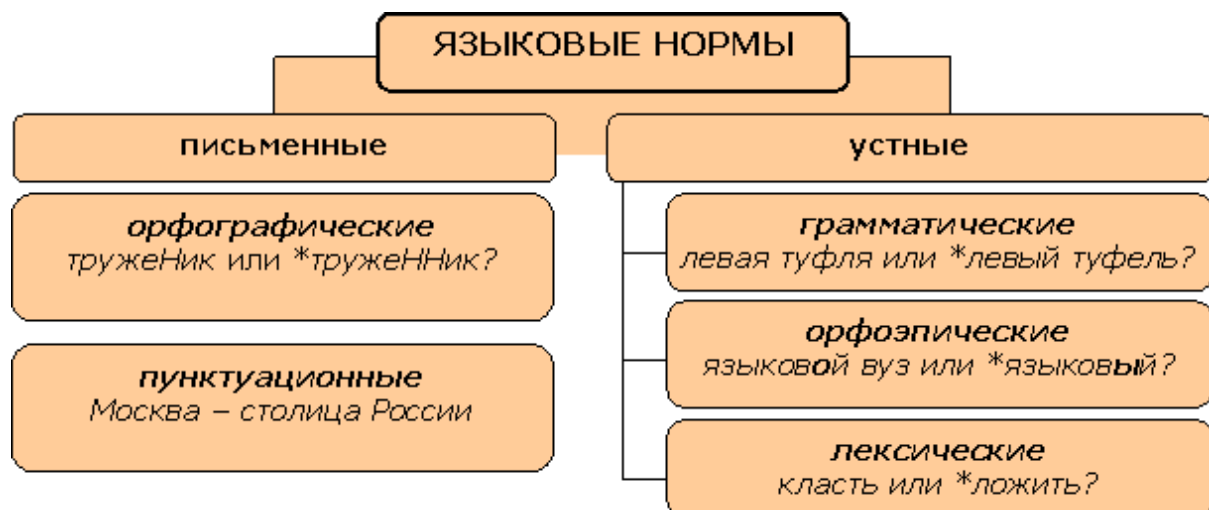 ЯЗЫКОВЫЕ НОРМЫ
письменные
орфографические
тружеНик или *тружеННик?
пунктуационные
Москва – столица России
устные
грамматические
левая туфля или *левый туфель?
орфоэпические
языковой вуз или *языковый?
лексические
класть или *ложить?